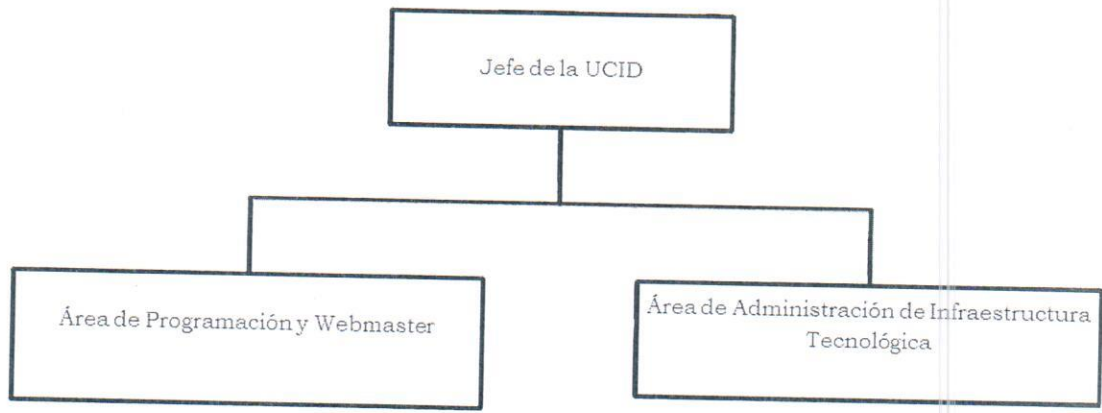 Jefe de la UCID
Área de Programación y Webmaster
Área de Administración de Infraestructura
Tecnológica